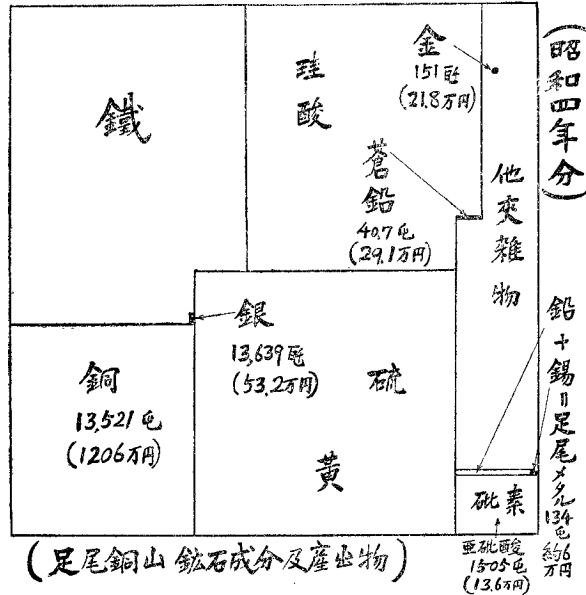 (昭和四年分)
鐵
珪酸
金
151瓩
(21.8万円)
蒼鉛
40.7屯
(29.1万円)
他夾雜物
銀
13,639瓩
(53.2万円)
銅
13,521屯
(1206万円)
硫黃
砒素
亜砒酸
1505屯
(13.6万円)
鉛+錫=足尾メタル
134屯
約6万円
(足尾銅山 鉱石成分及産出物)